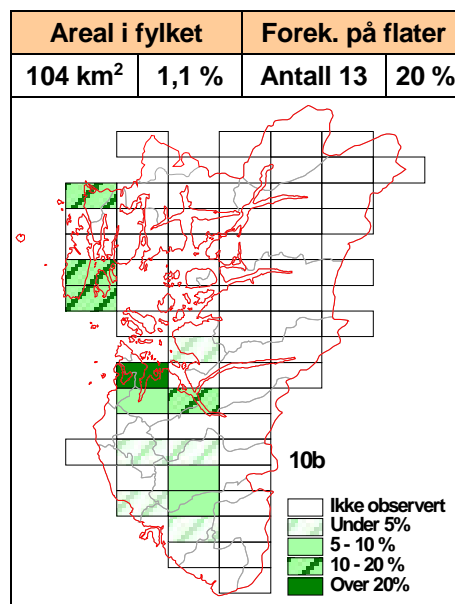 Areal i fylket Forek. på flater
104 km² 1,1 % Antall 13 20 %
10b
Ikke observert
Under 5%
5 - 10 %
10 - 20 %
Over 20%